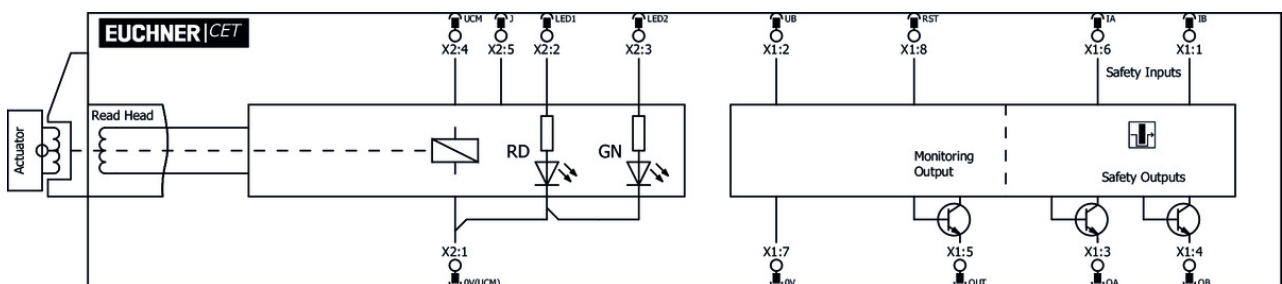 EUCHNER CET
UCM J LED1 LED2 UB RST IA IB
X2:4 X2:5 X2:2 X2:3 X1:2 X1:8 X1:6 X1:1
Safety Inputs
Read Head
Actuator
RD GN
Monitoring
Output
Safety Outputs
X2:1 X1:7 X1:5 X1:3 X1:4
0V(UCM) 0V OUT OA OB